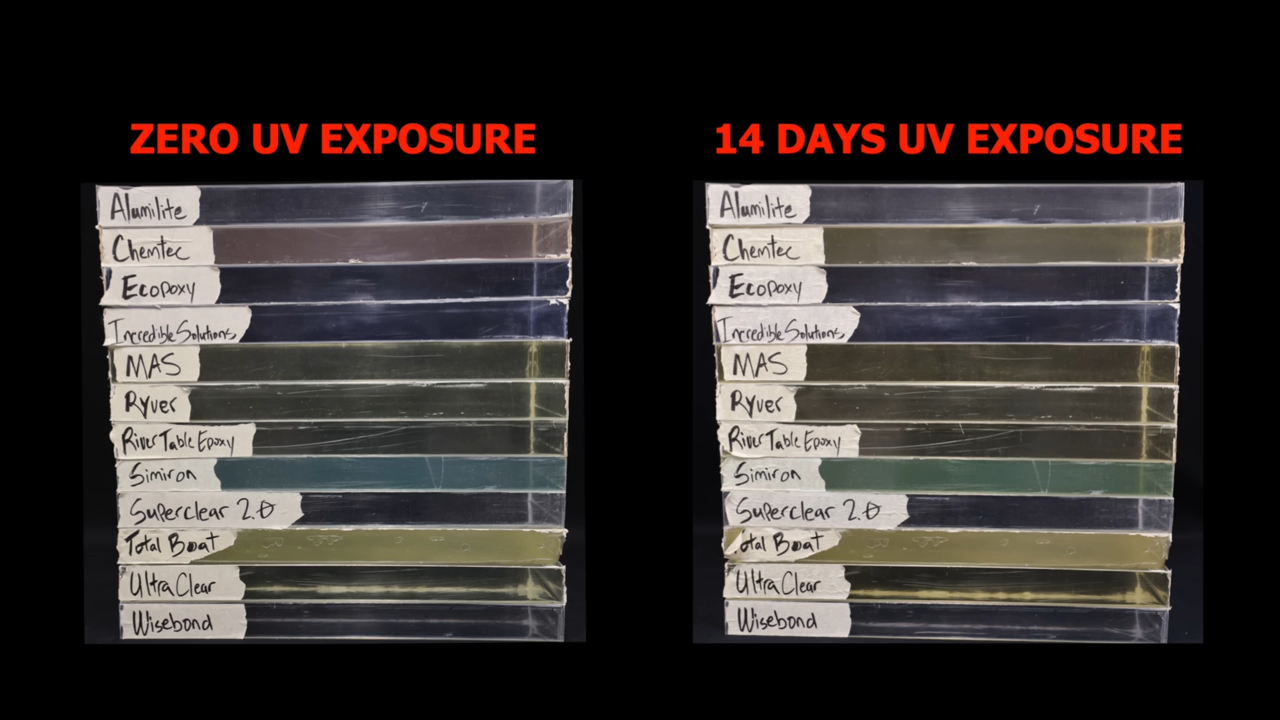 ZERO UV EXPOSURE
Alumilite
Chemtec
Ecopoxy
Incredible Solutions
MAS
Ryver
River Table Epoxy
Simiron
Superclear 2.0
Total Boat
Ultra Clear
Wisebond
14 DAYS UV EXPOSURE
Alumilite
Chemtec
Ecopoxy
Incredible Solutions
MAS
Ryver
River Table Epoxy
Simiron
Superclear 2.0
Total Boat
Ultra Clear
Wisebond